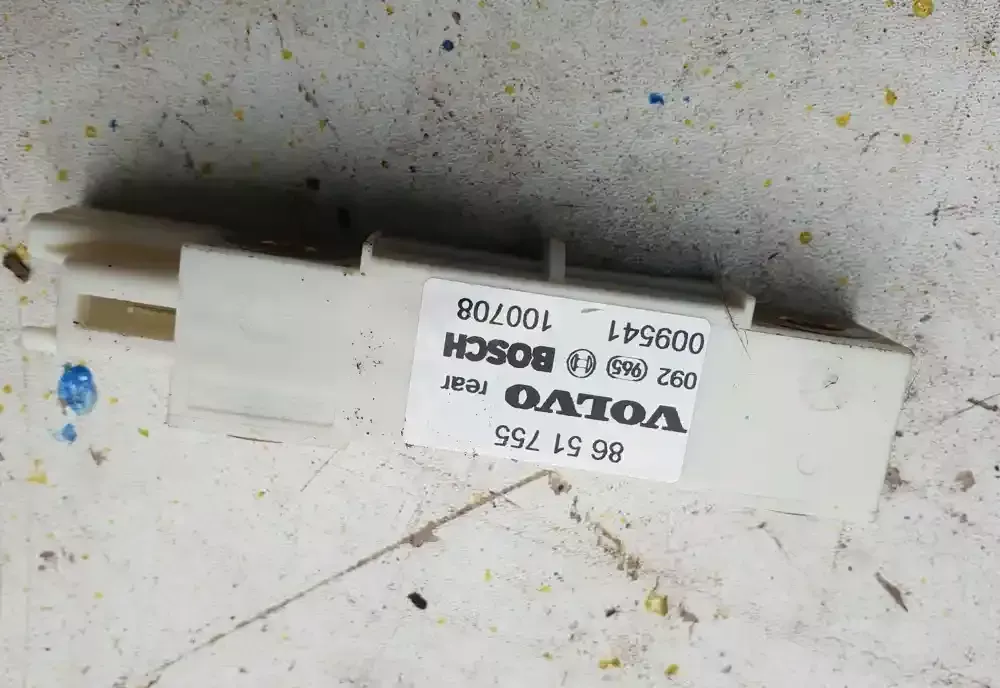 86 51 755
VOLVO rear
092 965 BOSCH
009541 100708